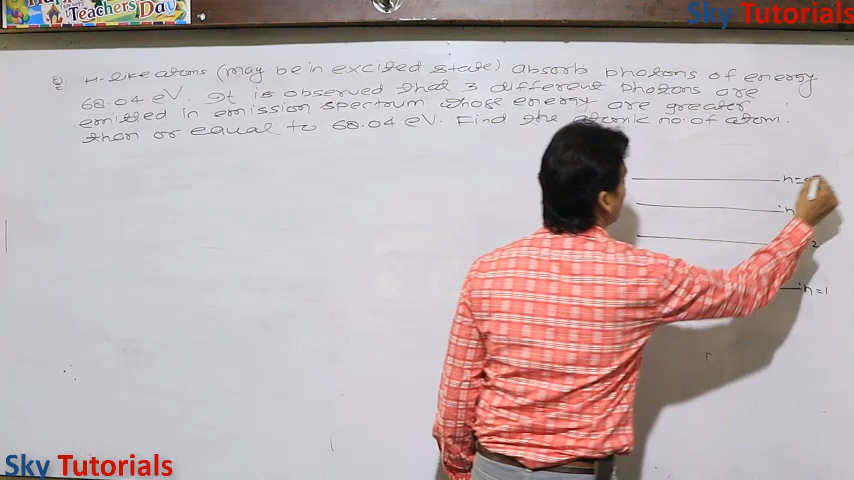 Teachers Day
Sky Tutorials
Q. H-like atoms (may be in excited state) absorb photons of energy
68.04 eV. It is observed that 3 different photons are
emitted in emission spectrum whose energy are greater
than or equal to 68.04 eV. Find the atomic no. of atom.
n=
n
2
n=1
Sky Tutorials